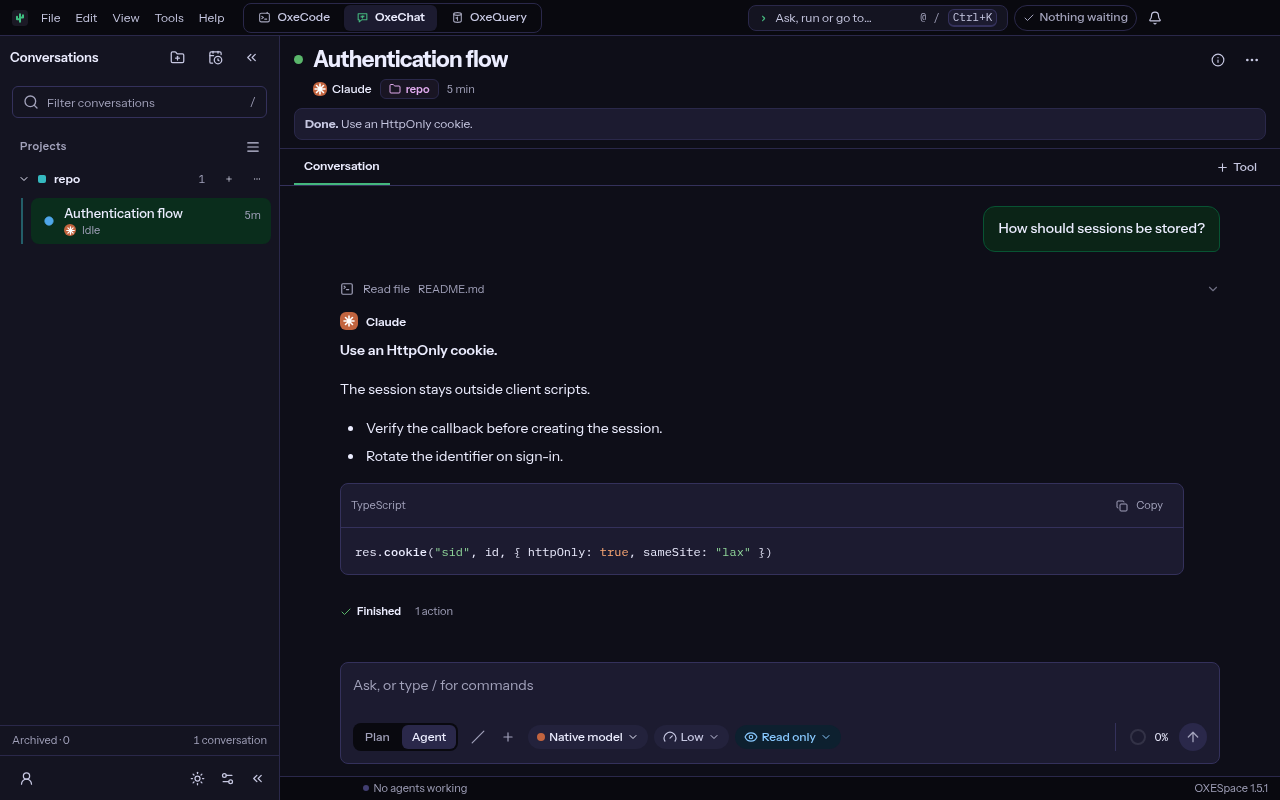 File Edit View Tools Help
OxeCode OxeChat OxeQuery
Ask, run or go to... @ / Ctrl+K
Nothing waiting
Conversations
Filter conversations /
Projects
repo 1
Authentication flow 5m
Idle
Archived · 0 1 conversation
Authentication flow
Claude repo 5 min
Done. Use an HttpOnly cookie.
Conversation
+ Tool
How should sessions be stored?
Read file README.md
Claude
Use an HttpOnly cookie.
The session stays outside client scripts.
• Verify the callback before creating the session.
• Rotate the identifier on sign-in.
TypeScript Copy
res.cookie("sid", id, { httpOnly: true, sameSite: "lax" })
Finished 1 action
Ask, or type / for commands
Plan Agent Native model Low Read only 0%
No agents working
OXESpace 1.5.1